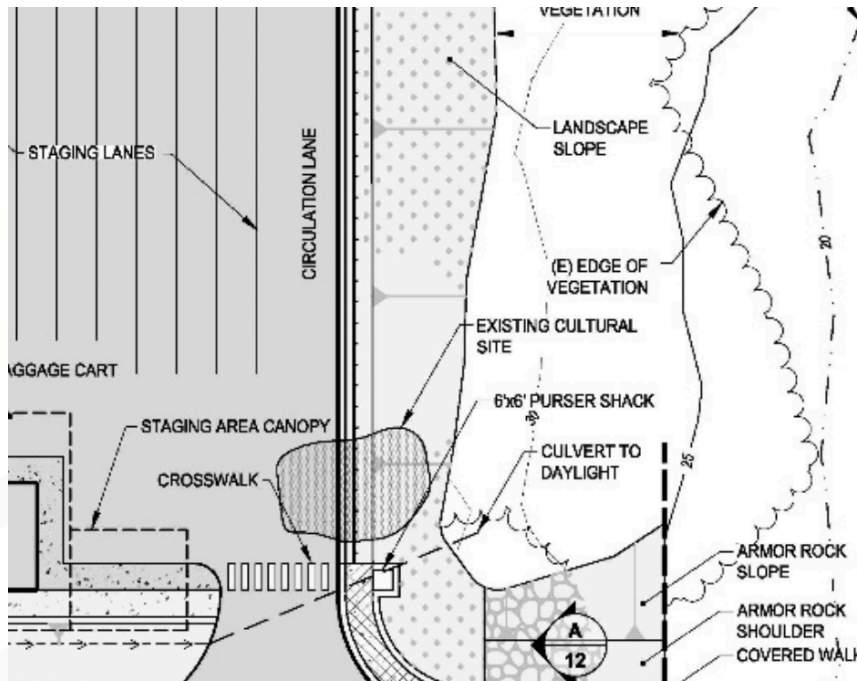 VEGETATION
LANDSCAPE
SLOPE
STAGING LANES
CIRCULATION LANE
20
(E) EDGE OF
VEGETATION
EXISTING CULTURAL
SITE
AGGAGE CART
6'x6' PURSER SHACK
30
STAGING AREA CANOPY
CULVERT TO
DAYLIGHT
25
CROSSWALK
ARMOR ROCK
SLOPE
ARMOR ROCK
SHOULDER
A
12
COVERED WALK